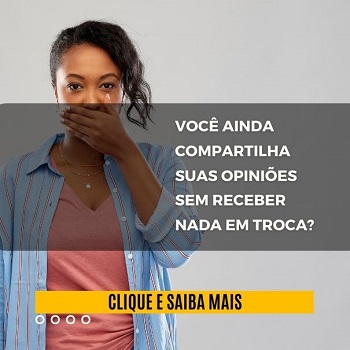 VOCÊ AINDA
COMPARTILHA
SUAS OPINIÕES
SEM RECEBER
NADA EM TROCA?
CLIQUE E SAIBA MAIS